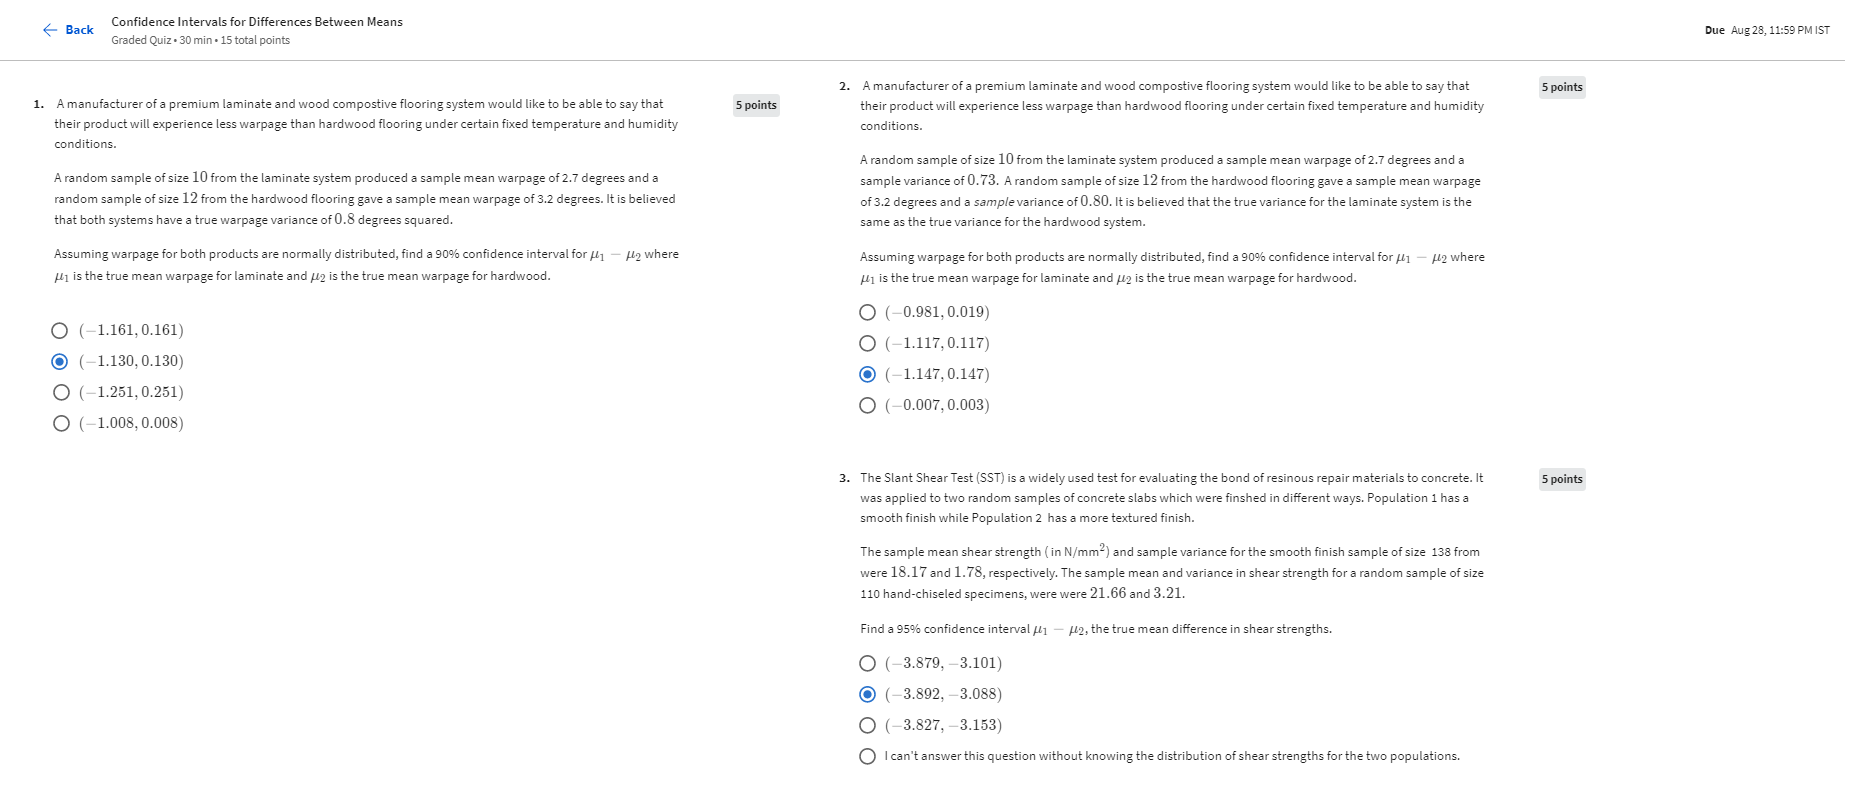 Back
Confidence Intervals for Differences Between Means
Graded Quiz • 30 min • 15 total points
Due Aug 28, 11:59 PM IST
1. A manufacturer of a premium laminate and wood compostive flooring system would like to be able to say that
their product will experience less warpage than hardwood flooring under certain fixed temperature and humidity
conditions.
5 points
A random sample of size 10 from the laminate system produced a sample mean warpage of 2.7 degrees and a
random sample of size 12 from the hardwood flooring gave a sample mean warpage of 3.2 degrees. It is believed
that both systems have a true warpage variance of 0.8 degrees squared.
Assuming warpage for both products are normally distributed, find a 90% confidence interval for μ₁ − μ₂ where
μ₁ is the true mean warpage for laminate and μ₂ is the true mean warpage for hardwood.
(−1.161, 0.161)
(−1.130, 0.130)
(−1.251, 0.251)
(−1.008, 0.008)
2. A manufacturer of a premium laminate and wood compostive flooring system would like to be able to say that
their product will experience less warpage than hardwood flooring under certain fixed temperature and humidity
conditions.
5 points
A random sample of size 10 from the laminate system produced a sample mean warpage of 2.7 degrees and a
sample variance of 0.73. A random sample of size 12 from the hardwood flooring gave a sample mean warpage
of 3.2 degrees and a sample variance of 0.80. It is believed that the true variance for the laminate system is the
same as the true variance for the hardwood system.
Assuming warpage for both products are normally distributed, find a 90% confidence interval for μ₁ − μ₂ where
μ₁ is the true mean warpage for laminate and μ₂ is the true mean warpage for hardwood.
(−0.981, 0.019)
(−1.117, 0.117)
(−1.147, 0.147)
(−0.007, 0.003)
3. The Slant Shear Test (SST) is a widely used test for evaluating the bond of resinous repair materials to concrete. It
was applied to two random samples of concrete slabs which were finshed in different ways. Population 1 has a
smooth finish while Population 2 has a more textured finish.
5 points
The sample mean shear strength ( in N/mm²) and sample variance for the smooth finish sample of size 138 from
were 18.17 and 1.78, respectively. The sample mean and variance in shear strength for a random sample of size
110 hand-chiseled specimens, were were 21.66 and 3.21.
Find a 95% confidence interval μ₁ − μ₂, the true mean difference in shear strengths.
(−3.879, −3.101)
(−3.892, −3.088)
(−3.827, −3.153)
I can't answer this question without knowing the distribution of shear strengths for the two populations.